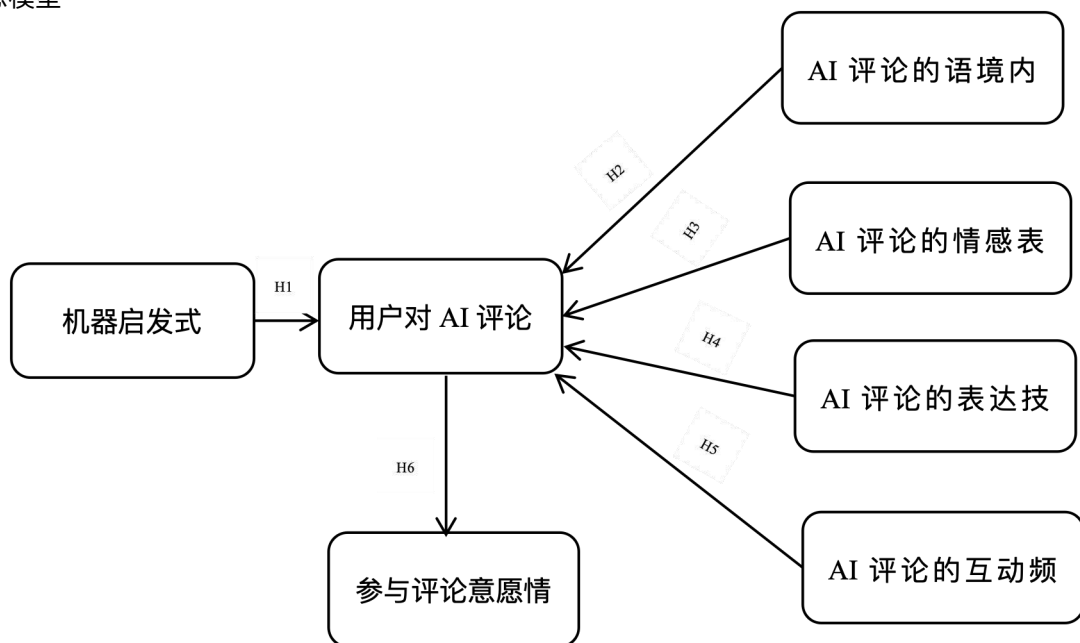 AI 评论的语境内
H2
H3
AI 评论的情感表
机器启发式
H1
用户对 AI 评论
H4
AI 评论的表达技
H5
H6
参与评论意愿情
AI 评论的互动频